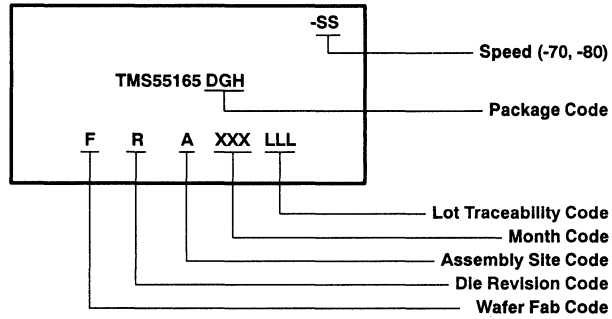 -SS
Speed (-70, -80)
TMS55165 DGH
Package Code
F R A XXX LLL
Lot Traceability Code
Month Code
Assembly Site Code
Die Revision Code
Wafer Fab Code